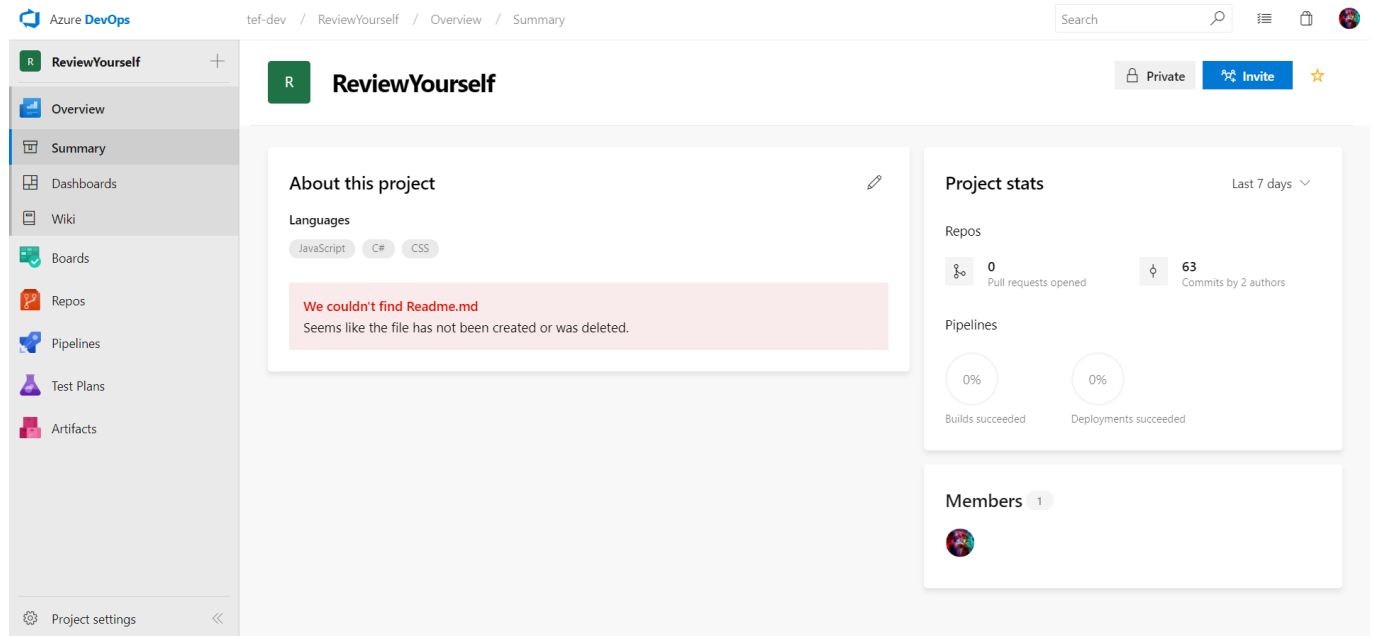 Azure DevOps
tef-dev / ReviewYourself / Overview / Summary
Search
R ReviewYourself
Overview
Summary
Dashboards
Wiki
Boards
Repos
Pipelines
Test Plans
Artifacts
Project settings
R ReviewYourself
Private
Invite
About this project
Languages
JavaScript C# CSS
We couldn't find Readme.md
Seems like the file has not been created or was deleted.
Project stats
Last 7 days
Repos
0
Pull requests opened
63
Commits by 2 authors
Pipelines
0%
Builds succeeded
0%
Deployments succeeded
Members 1